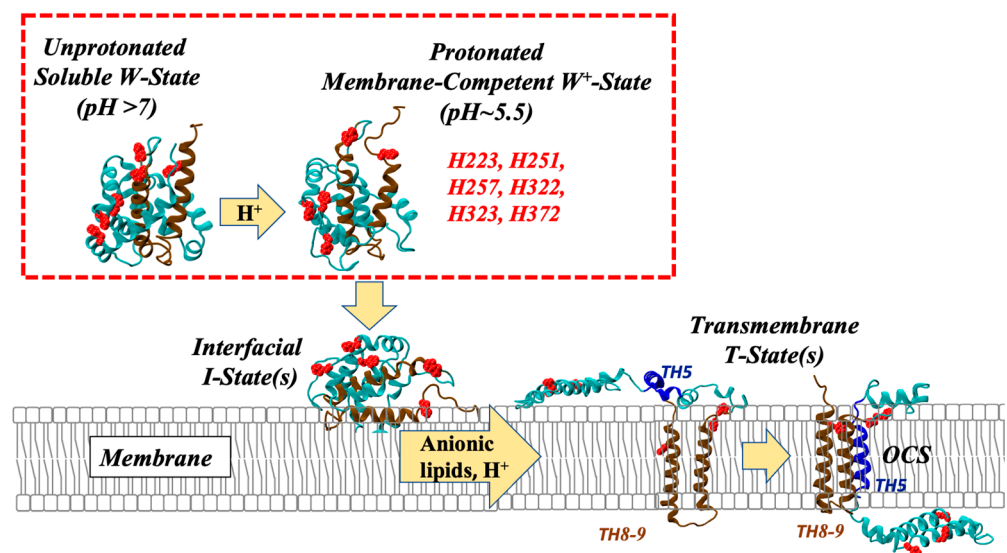 Unprotonated
Soluble W-State
(pH >7)
Protonated
Membrane-Competent W⁺-State
(pH~5.5)
H223, H251,
H257, H322,
H323, H372
H⁺
Interfacial
I-State(s)
Transmembrane
T-State(s)
TH5
Membrane
Anionic
lipids, H⁺
OCS
TH5
TH8-9
TH8-9